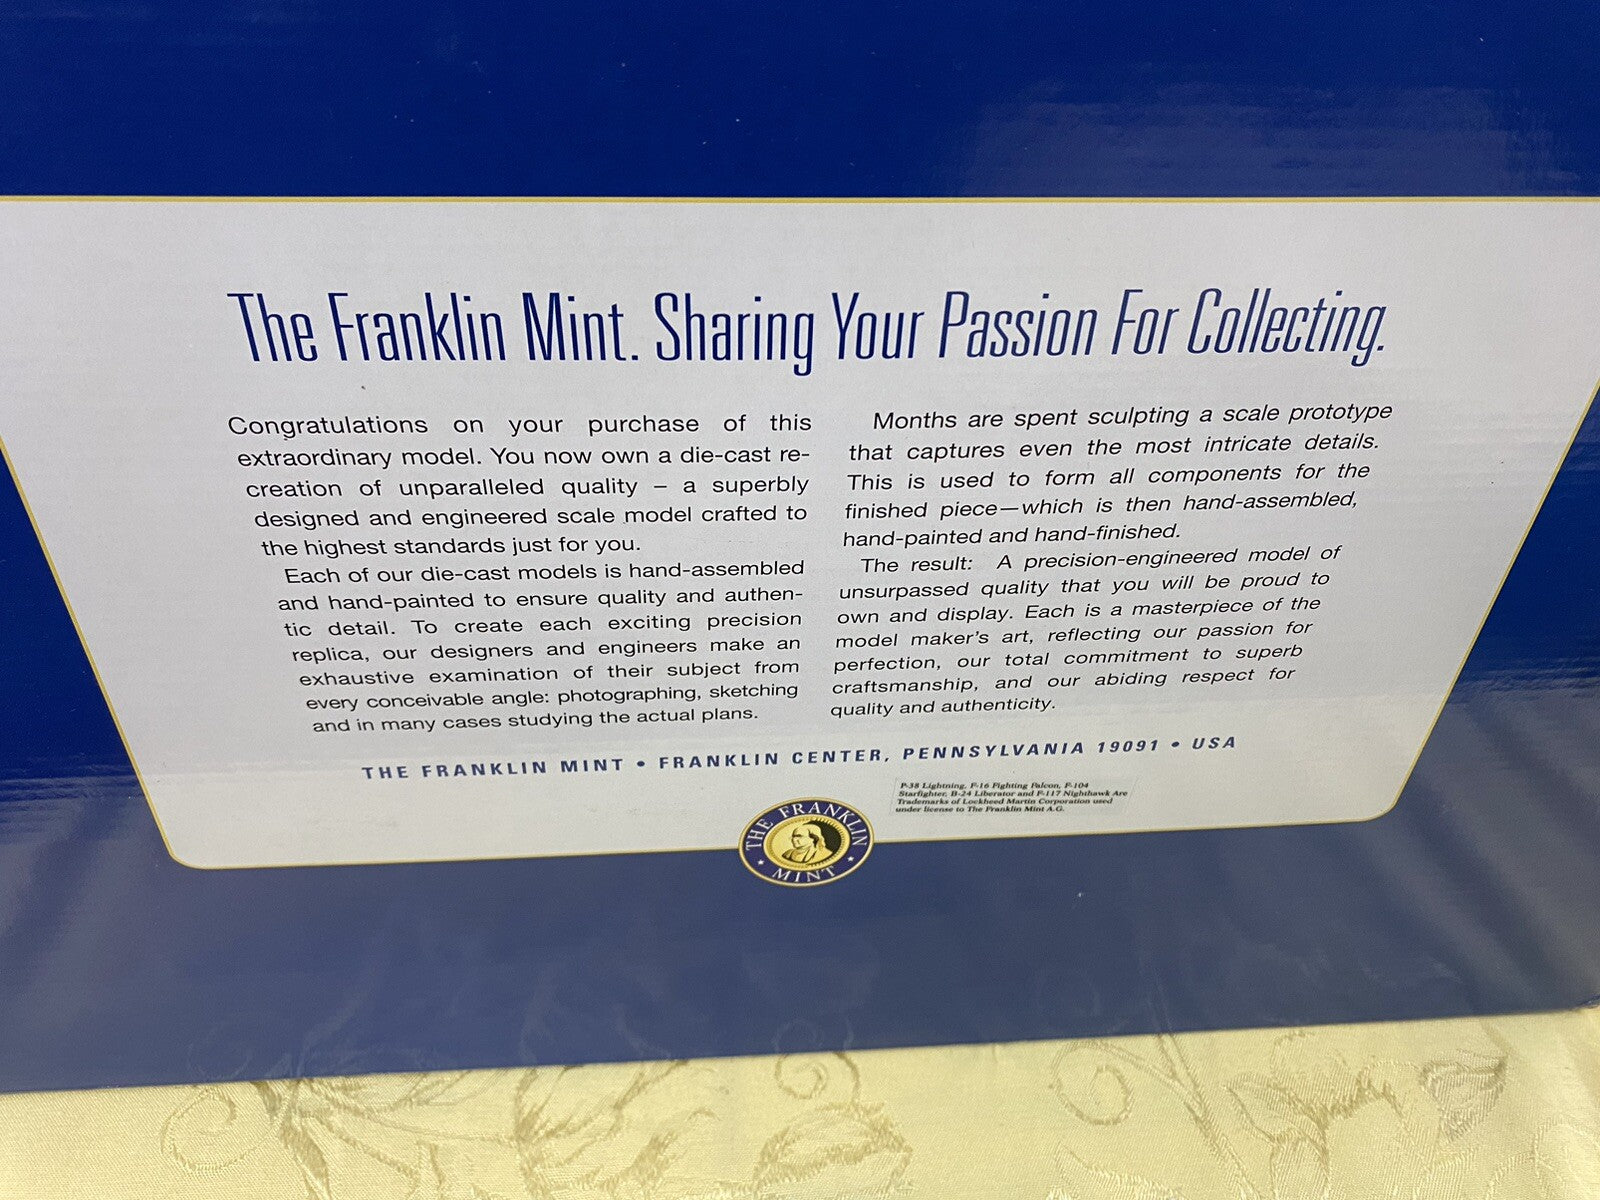 The Franklin Mint. Sharing Your Passion For Collecting.
Congratulations on your purchase of this
extraordinary model. You now own a die-cast re-
creation of unparalleled quality – a superbly
designed and engineered scale model crafted to
the highest standards just for you.
Each of our die-cast models is hand-assembled
and hand-painted to ensure quality and authen-
tic detail. To create each exciting precision
replica, our designers and engineers make an
exhaustive examination of their subject from
every conceivable angle: photographing, sketching
and in many cases studying the actual plans.
Months are spent sculpting a scale prototype
that captures even the most intricate details.
This is used to form all components for the
finished piece—which is then hand-assembled,
hand-painted and hand-finished.
The result: A precision-engineered model of
unsurpassed quality that you will be proud to
own and display. Each is a masterpiece of the
model maker's art, reflecting our passion for
perfection, our total commitment to superb
craftsmanship, and our abiding respect for
quality and authenticity.
THE FRANKLIN MINT • FRANKLIN CENTER, PENNSYLVANIA 19091 • USA
P-38 Lightning, F-16 Fighting Falcon, F-104
Starfighter, B-24 Liberator and F-117 Nighthawk Are
Trademarks of Lockheed Martin Corporation used
under license to The Franklin Mint A.G.
THE FRANKLIN
MINT